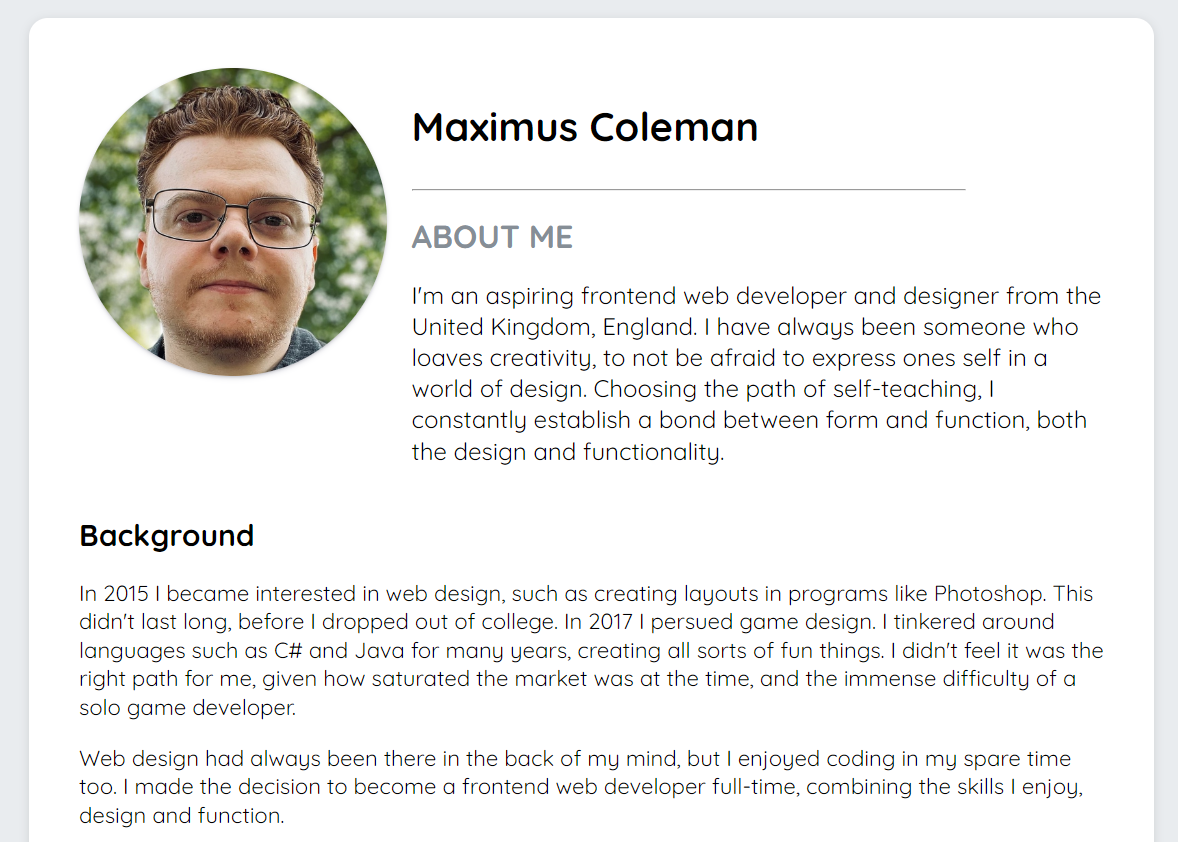 Maximus Coleman
ABOUT ME
I'm an aspiring frontend web developer and designer from the
United Kingdom, England. I have always been someone who
loaves creativity, to not be afraid to express ones self in a
world of design. Choosing the path of self-teaching, I
constantly establish a bond between form and function, both
the design and functionality.
Background
In 2015 I became interested in web design, such as creating layouts in programs like Photoshop. This
didn't last long, before I dropped out of college. In 2017 I persued game design. I tinkered around
languages such as C# and Java for many years, creating all sorts of fun things. I didn't feel it was the
right path for me, given how saturated the market was at the time, and the immense difficulty of a
solo game developer.
Web design had always been there in the back of my mind, but I enjoyed coding in my spare time
too. I made the decision to become a frontend web developer full-time, combining the skills I enjoy,
design and function.